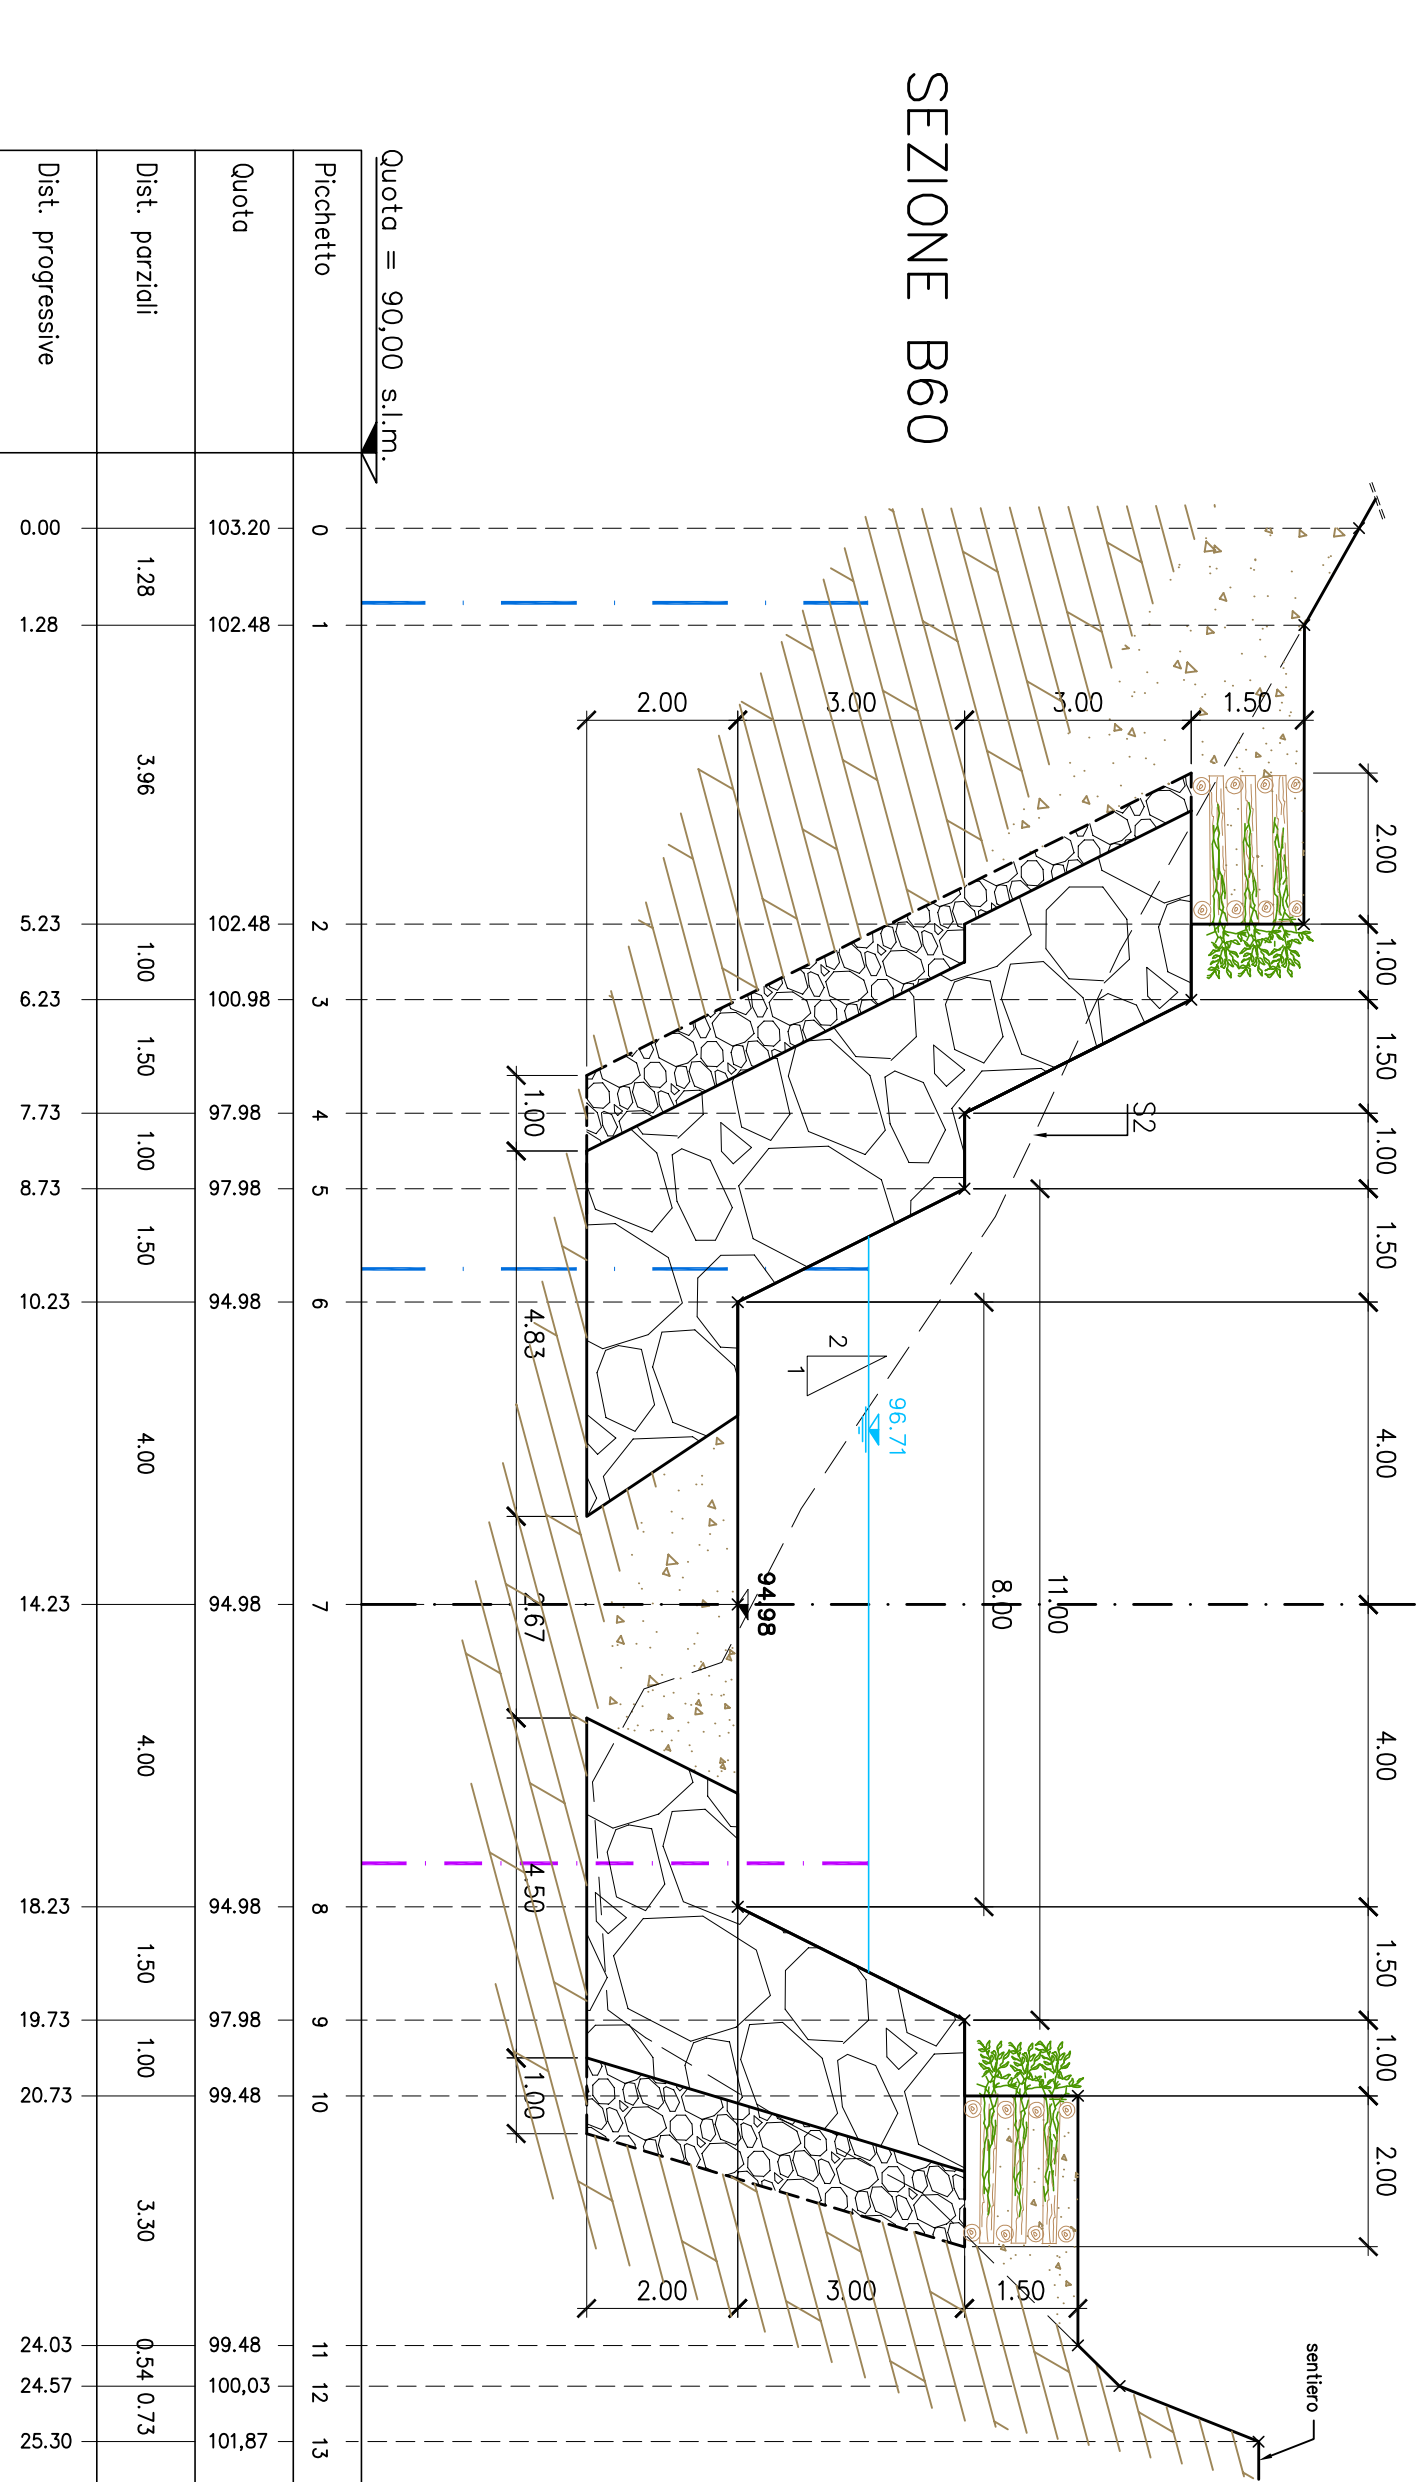 SEZIONE B60
sentiero
2.00 1.00 1.50 1.00 1.50 4.00 4.00 1.50 1.00 2.00
1.50
3.00
3.00
2.00
S2
11.00
8.00
96.71
2
1
94.98
1.50
3.00
2.00
1.00 4.83 2.67 4.50 1.00
Quota = 90,00 s.l.m.
Picchetto 0 1 2 3 4 5 6 7 8 9 10 11 12 13
Quota 103.20 102.48 102.48 100.98 97.98 97.98 94.98 94.98 94.98 97.98 99.48 99.48 100,03 101,87
Dist. parziali 1.28 3.96 1.00 1.50 1.00 1.50 4.00 4.00 1.50 1.00 3.30 0.54 0.73
Dist. progressive 0.00 1.28 5.23 6.23 7.73 8.73 10.23 14.23 18.23 19.73 20.73 24.03 24.57 25.30